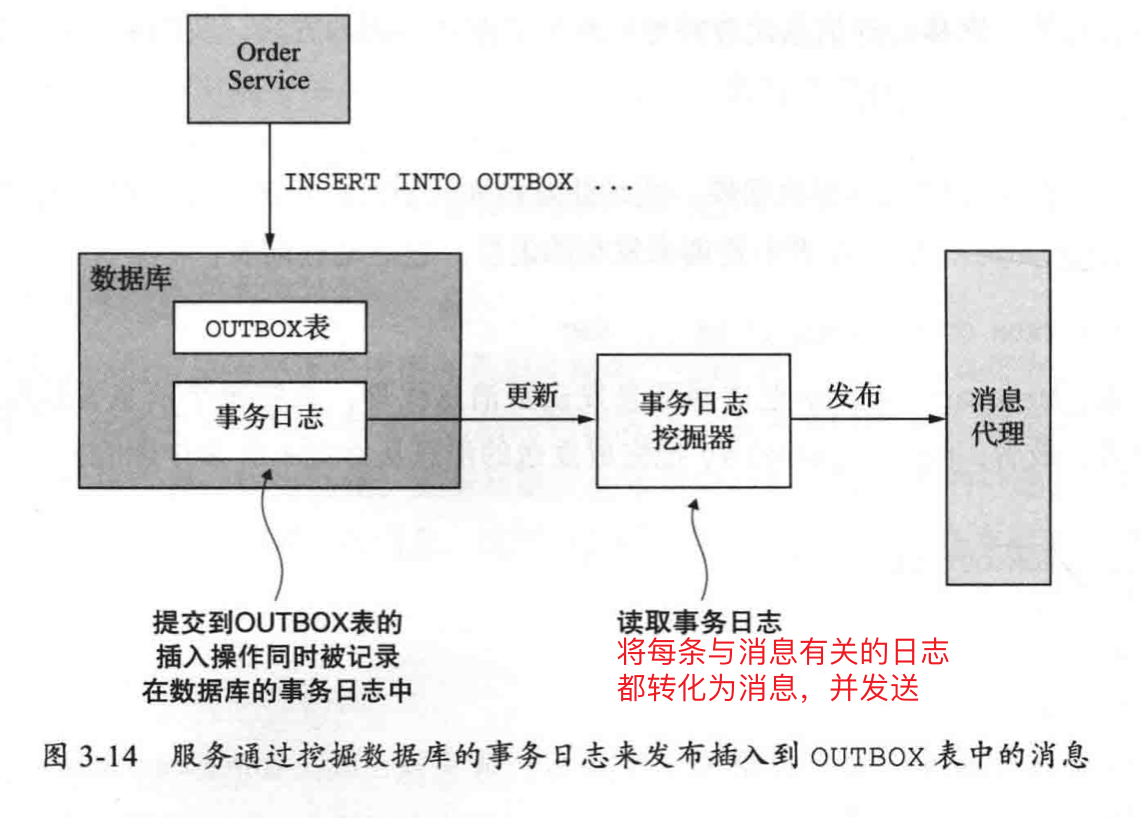 Order
Service
INSERT INTO OUTBOX ...
数据库
OUTBOX表
事务日志
更新
事务日志
挖掘器
发布
消息
代理
提交到OUTBOX表的
插入操作同时被记录
在数据库的事务日志中
读取事务日志
将每条与消息有关的日志
都转化为消息，并发送
图 3-14 服务通过挖掘数据库的事务日志来发布插入到 OUTBOX 表中的消息